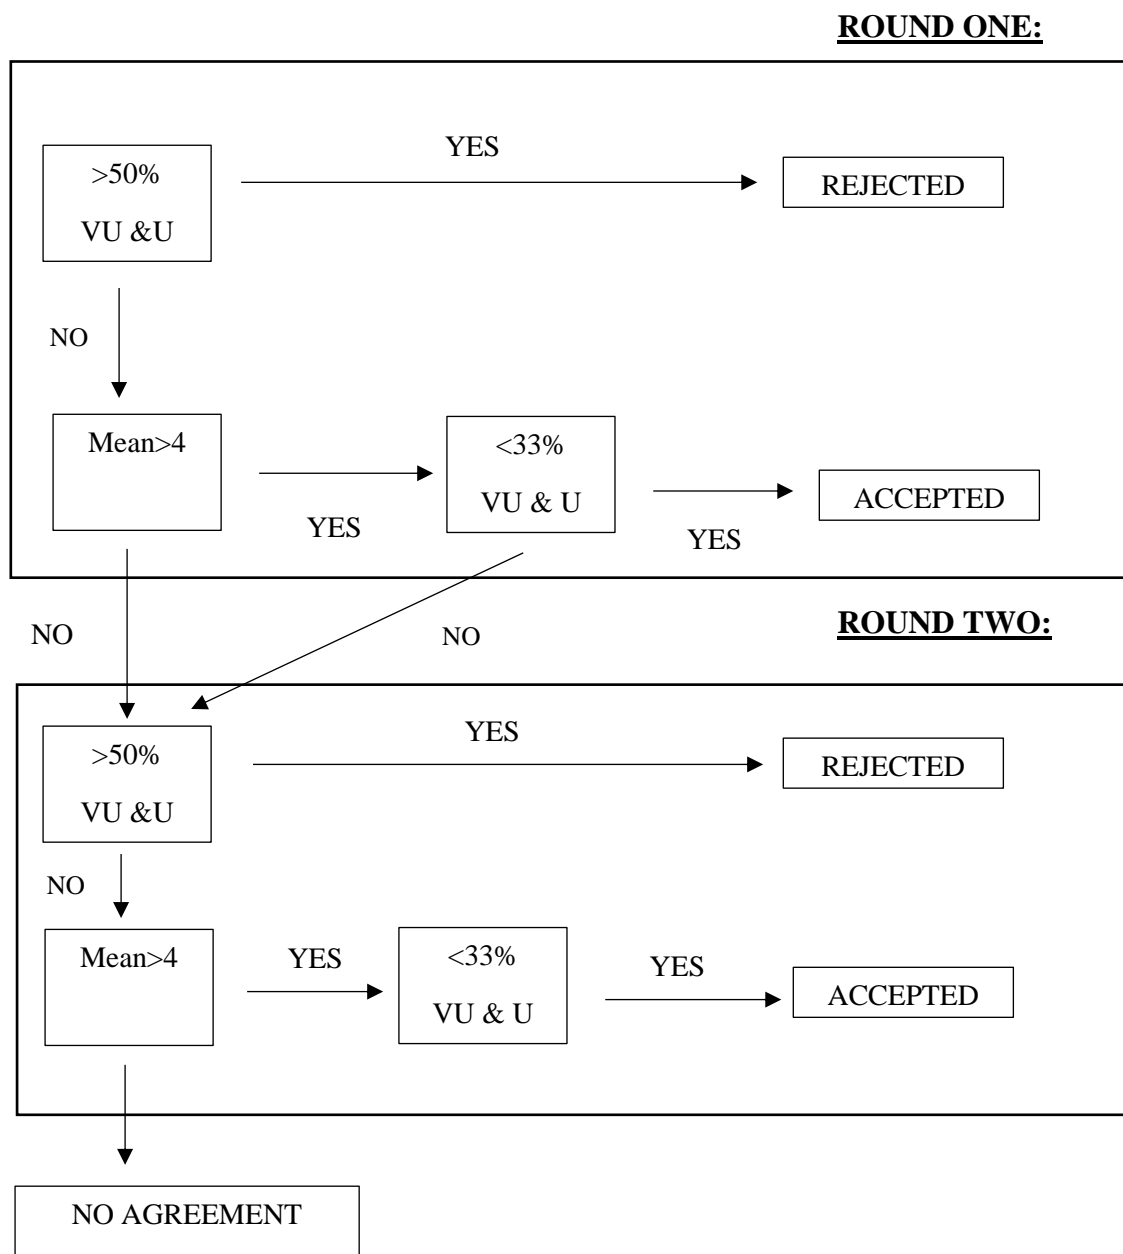 ROUND ONE:
>50%
VU &U
YES
REJECTED
NO
Mean>4
YES
<33%
VU & U
YES
ACCEPTED
NO
NO
ROUND TWO:
>50%
VU &U
YES
REJECTED
NO
Mean>4
YES
<33%
VU & U
YES
ACCEPTED
NO AGREEMENT